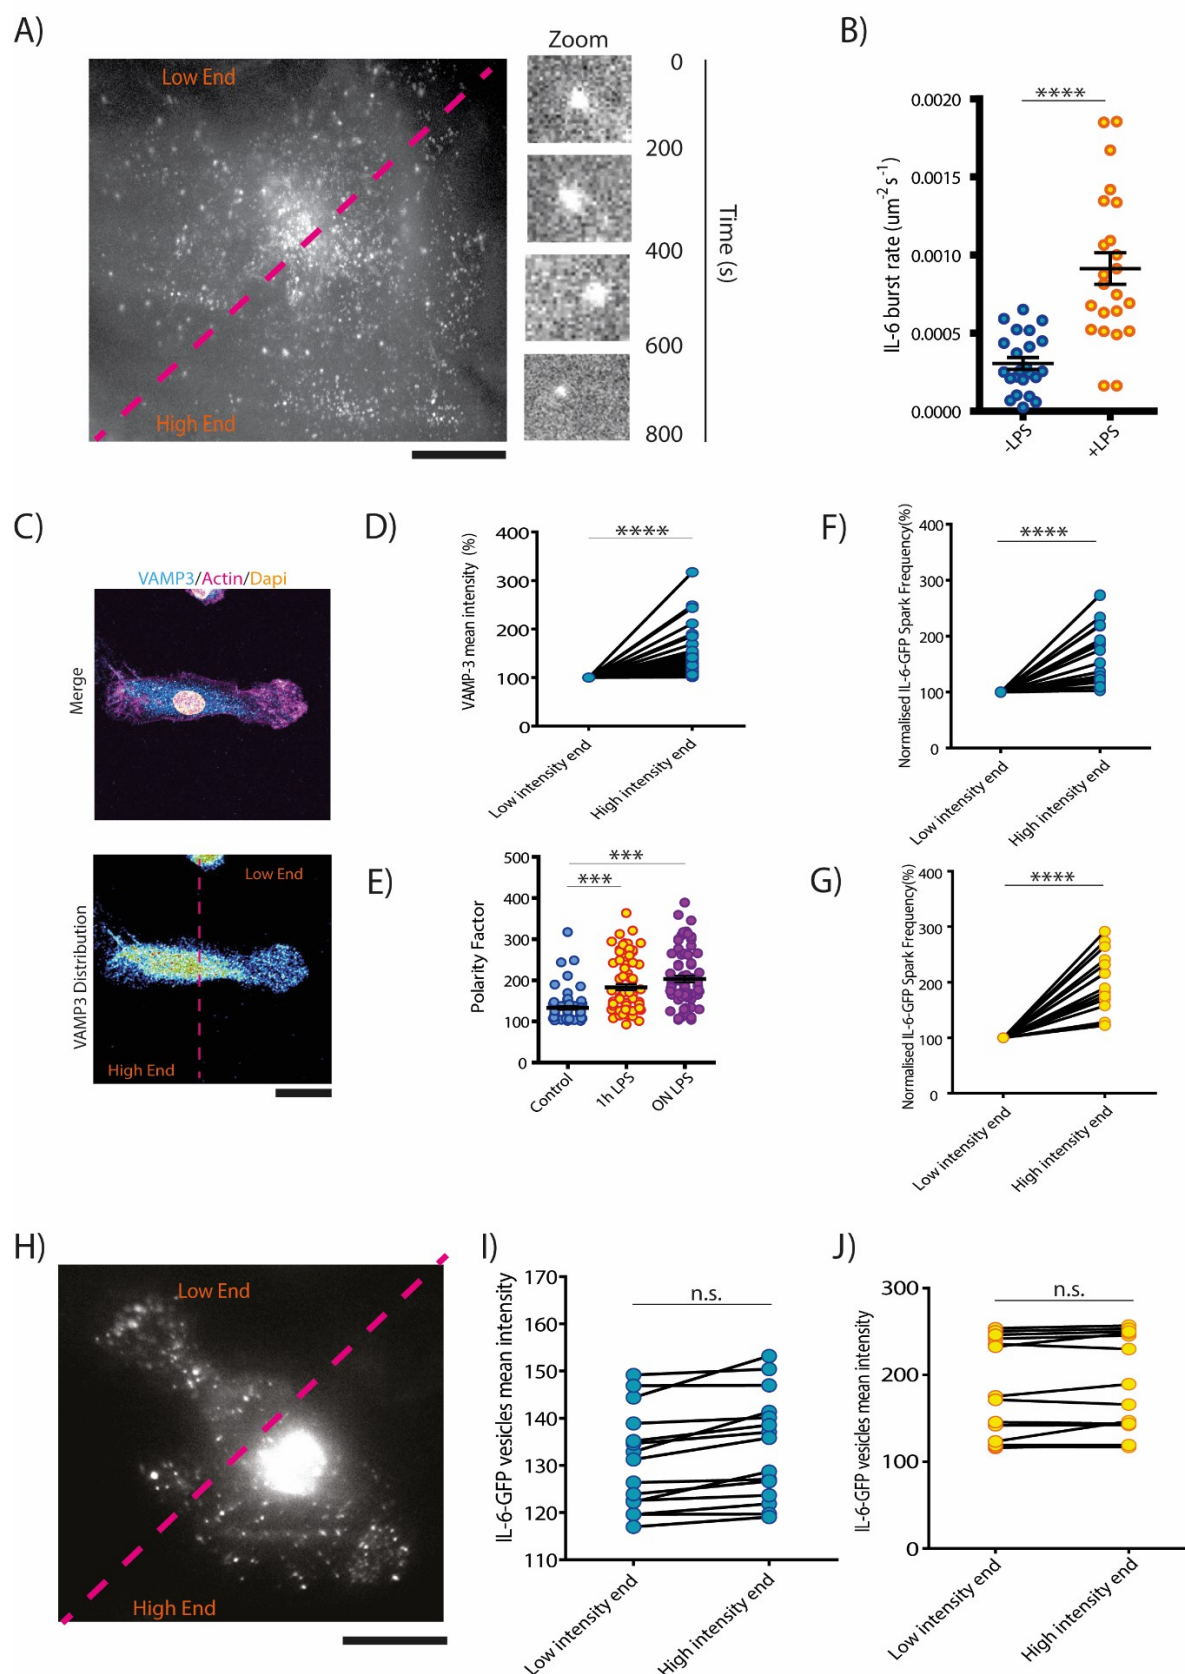 A)
Low End
High End
Zoom
0
200
400
600
800
Time (s)
B)
****
IL-6 burst rate (um-2 s-1)
0.0020
0.0015
0.0010
0.0005
0.0000
-LPS
+LPS
C)
VAMP3/Actin/Dapi
Merge
VAMP3 Distribution
Low End
High End
D)
****
VAMP-3 mean intensity (%)
400
300
200
100
0
Low intensity end
High intensity end
E)
***
***
Polarity Factor
500
400
300
200
100
0
Control
1h LPS
ON LPS
F)
****
Normalised IL-6-GFP Spark Frequency(%)
400
300
200
100
0
Low intensity end
High intensity end
G)
****
Normalised IL-6-GFP Spark Frequency(%)
400
300
200
100
0
Low intensity end
High intensity end
H)
Low End
High End
I)
n.s.
IL-6-GFP vesicles mean intensity
170
160
150
140
130
120
110
Low intensity end
High intensity end
J)
n.s.
IL-6-GFP vesicles mean intensity
300
200
100
0
Low intensity end
High intensity end